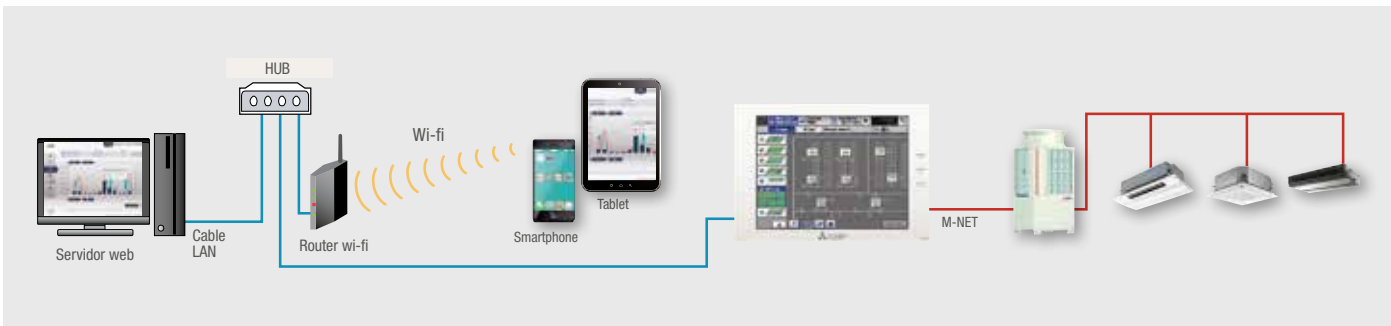 HUB
Wi-fi
Servidor web
Cable
LAN
Router wi-fi
Smartphone
Tablet
M-NET